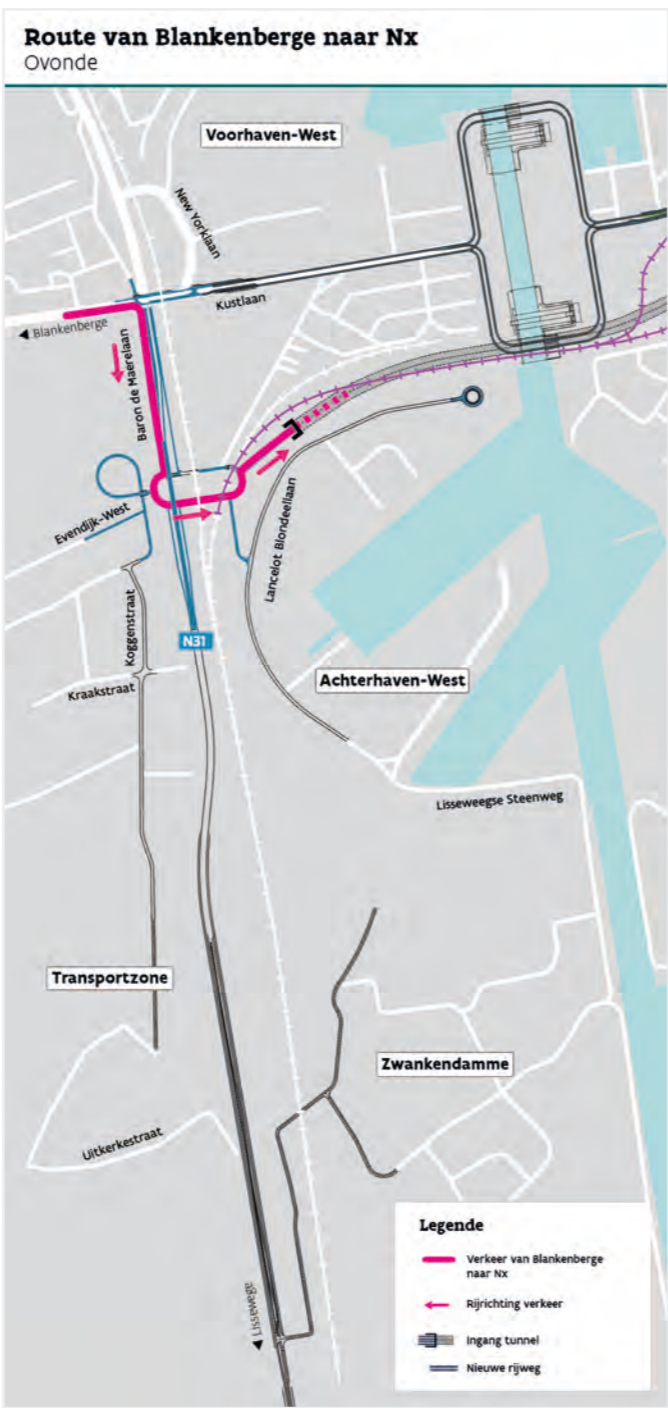 Route van Blankenberge naar Nx
Ovonde
Voorhaven-West
New Yorklaan
Kustlaan
Blankenberge
Baron de Maerelaan
Evendijk-West
Lancelot Blondeellaan
Koggenstraat
N31
Kraakstraat
Achterhaven-West
Lisseweegse Steenweg
Transportzone
Zwankendamme
Uitkerkestraat
Lissewege
Legende
Verkeer van Blankenberge
naar Nx
Rijrichting verkeer
Ingang tunnel
Nieuwe rijweg